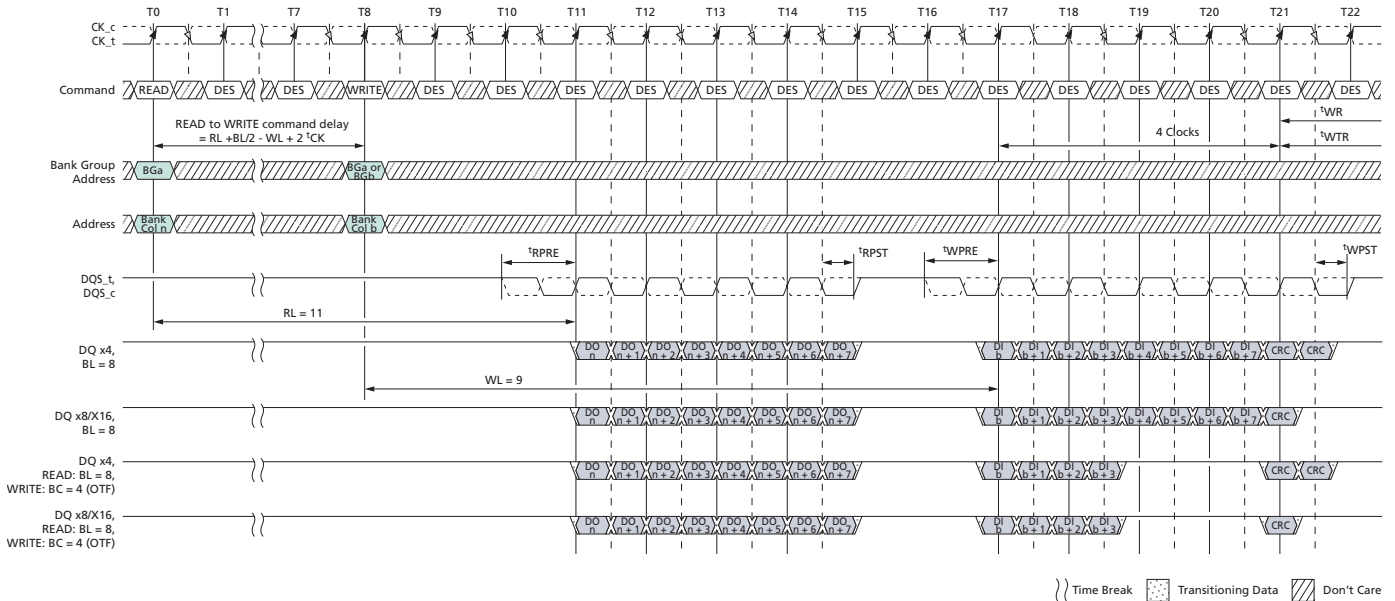 T0 T1 T7 T8 T9 T10 T11 T12 T13 T14 T15 T16 T17 T18 T19 T20 T21 T22
CK_c
CK_t
Command READ DES DES WRITE DES DES DES DES DES DES DES DES DES DES DES DES DES DES
tWR
READ to WRITE command delay
= RL +BL/2 - WL + 2 tCK
4 Clocks
tWTR
Bank Group
Address
BGa
BGa or
BGb
Address
Bank
Col n
Bank
Col b
tRPRE tRPST tWPRE tWPST
DQS_t,
DQS_c
RL = 11
DQ x4,
BL = 8
DO
n
DO
n + 1
DO
n + 2
DO
n + 3
DO
n + 4
DO
n + 5
DO
n + 6
DO
n + 7
DI
b
DI
b + 1
DI
b + 2
DI
b + 3
DI
b + 4
DI
b + 5
DI
b + 6
DI
b + 7
CRC CRC
WL = 9
DQ x8/X16,
BL = 8
DO
n
DO
n + 1
DO
n + 2
DO
n + 3
DO
n + 4
DO
n + 5
DO
n + 6
DO
n + 7
DI
b
DI
b + 1
DI
b + 2
DI
b + 3
DI
b + 4
DI
b + 5
DI
b + 6
DI
b + 7
CRC
DQ x4,
READ: BL = 8,
WRITE: BC = 4 (OTF)
DO
n
DO
n + 1
DO
n + 2
DO
n + 3
DO
n + 4
DO
n + 5
DO
n + 6
DO
n + 7
DI
b
DI
b + 1
DI
b + 2
DI
b + 3
CRC CRC
DQ x8/X16,
READ: BL = 8,
WRITE: BC = 4 (OTF)
DO
n
DO
n + 1
DO
n + 2
DO
n + 3
DO
n + 4
DO
n + 5
DO
n + 6
DO
n + 7
DI
b
DI
b + 1
DI
b + 2
DI
b + 3
CRC
Time Break Transitioning Data Don't Care